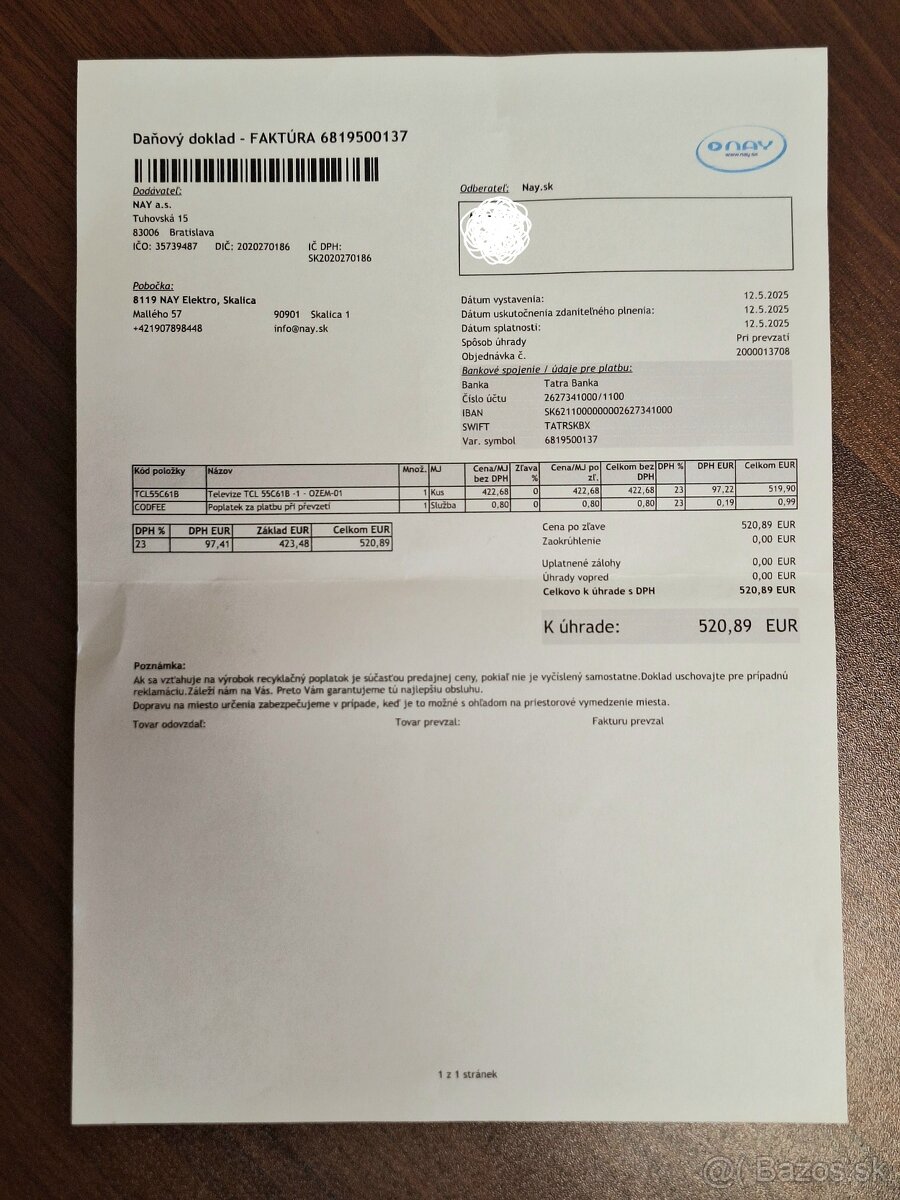 Daňový doklad - FAKTÚRA 6819500137
NAY
www.nay.sk
Dodávateľ:
NAY a.s.
Tuhovská 15
83006 Bratislava
IČO: 35739487 DIČ: 2020270186 IČ DPH:
SK2020270186
Odberateľ: Nay.sk
Pobočka:
8119 NAY Elektro, Skalica
Mallého 57 90901 Skalica 1
+421907898448 info@nay.sk
Dátum vystavenia: 12.5.2025
Dátum uskutočnenia zdaniteľného plnenia: 12.5.2025
Dátum splatnosti: 12.5.2025
Spôsob úhrady Pri prevzatí
Objednávka č. 2000013708
Bankové spojenie / údaje pre platbu:
Banka Tatra Banka
Číslo účtu 2627341000/1100
IBAN SK6211000000002627341000
SWIFT TATRSKBX
Var. symbol 6819500137
Kód položky Názov Množ. MJ Cena/MJ bez DPH Zľava % Cena/MJ po zľ. Celkom bez DPH DPH % DPH EUR Celkom EUR
TCL55C61B Televize TCL 55C61B -1 - OZEM-01 1 Kus 422,68 0 422,68 422,68 23 97,22 519,90
CODFEE Poplatek za platbu při převzetí 1 Služba 0,80 0 0,80 0,80 23 0,19 0,99
DPH % DPH EUR Základ EUR Celkom EUR
23 97,41 423,48 520,89
Cena po zľave 520,89 EUR
Zaokrúhlenie 0,00 EUR
Uplatnené zálohy 0,00 EUR
Úhrady vopred 0,00 EUR
Celkovo k úhrade s DPH 520,89 EUR
K úhrade: 520,89 EUR
Poznámka:
Ak sa vzťahuje na výrobok recyklačný poplatok je súčasťou predajnej ceny, pokiaľ nie je vyčíslený samostatne.Doklad uschovajte pre prípadnú
reklamáciu.Záleží nám na Vás. Preto Vám garantujeme tú najlepšiu obsluhu.
Dopravu na miesto určenia zabezpečujeme v prípade, keď je to možné s ohľadom na priestorové vymedzenie miesta.
Tovar odovzdal: Tovar prevzal: Fakturu prevzal
1 z 1 stránek
@( Bazos.sk